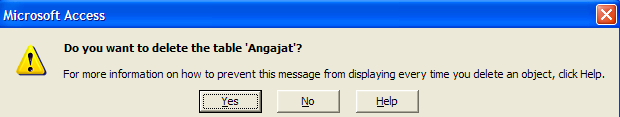 Microsoft Access
Do you want to delete the table 'Angajat'?
For more information on how to prevent this message from displaying every time you delete an object, click Help.
Yes No Help